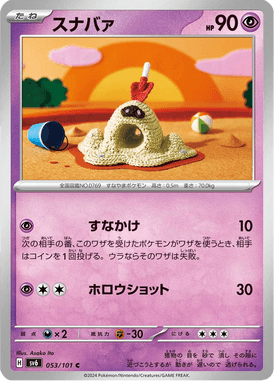 たね
スナバァ
HP90
全国図鑑NO.0769 すなやまポケモン 高さ：0.5m 重さ：70.0kg
すなかけ 10
次の相手の番、このワザを受けたポケモンがワザを使うとき、相手
はコインを1回投げる。ウラならそのワザは失敗。
ホロウショット 30
弱点 ×2 抵抗力 -30 にげる
Illus. Asako Ito
H SV6 053/101 C
©2024 Pokémon/Nintendo/Creatures/GAME FREAK.